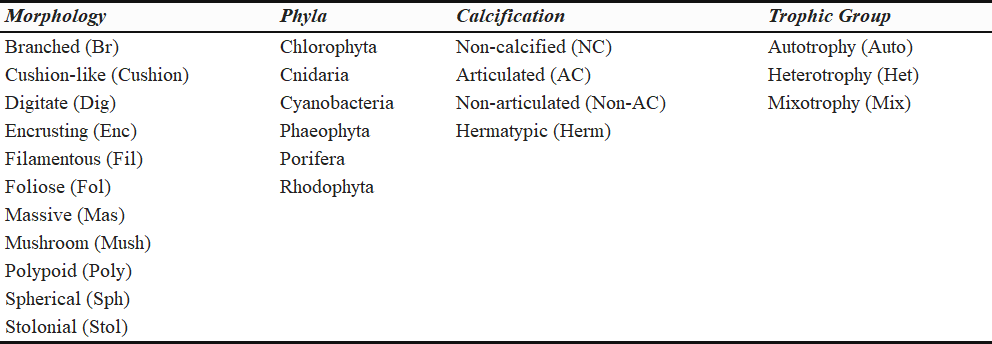 Morphology Phyla Calcification Trophic Group
Branched (Br) Chlorophyta Non-calcified (NC) Autotrophy (Auto)
Cushion-like (Cushion) Cnidaria Articulated (AC) Heterotrophy (Het)
Digitate (Dig) Cyanobacteria Non-articulated (Non-AC) Mixotrophy (Mix)
Encrusting (Enc) Phaeophyta Hermatypic (Herm)
Filamentous (Fil) Porifera
Foliose (Fol) Rhodophyta
Massive (Mas)
Mushroom (Mush)
Polypoid (Poly)
Spherical (Sph)
Stolonial (Stol)